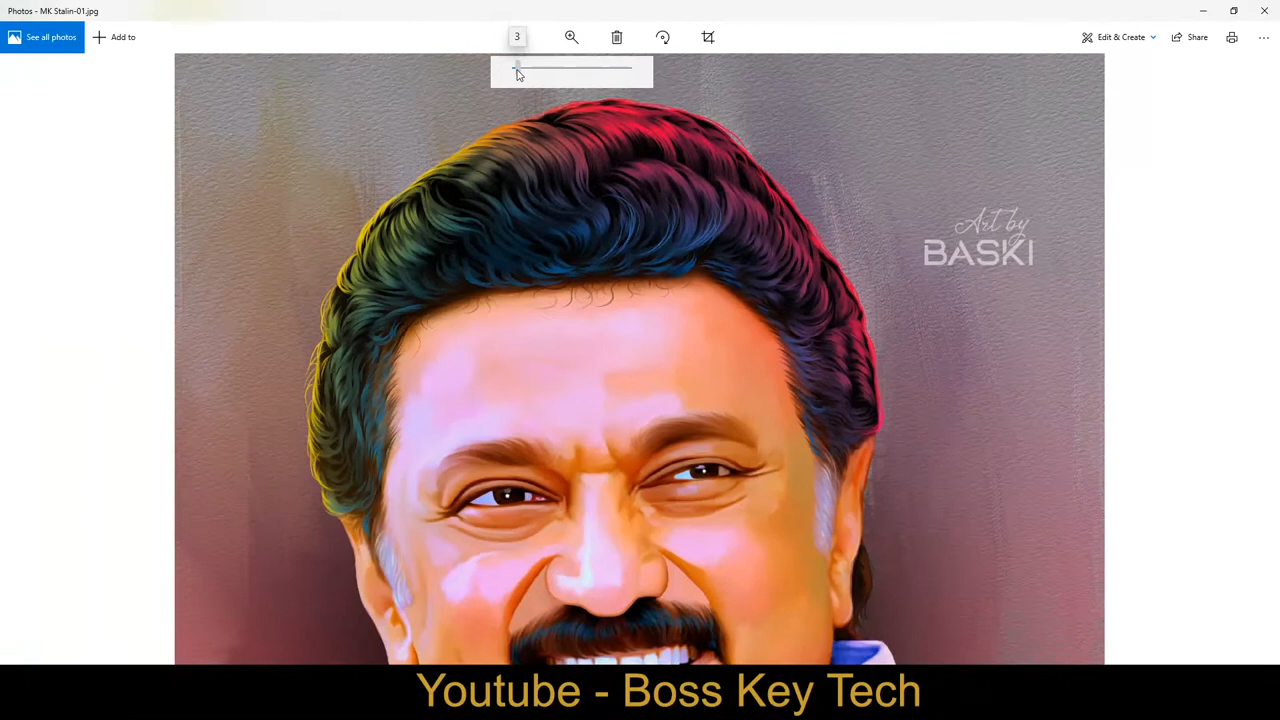 Photos - MK Stalin-01.jpg
See all photos
Add to
3
Edit & Create
Share
Art by
BASKI
Youtube - Boss Key Tech